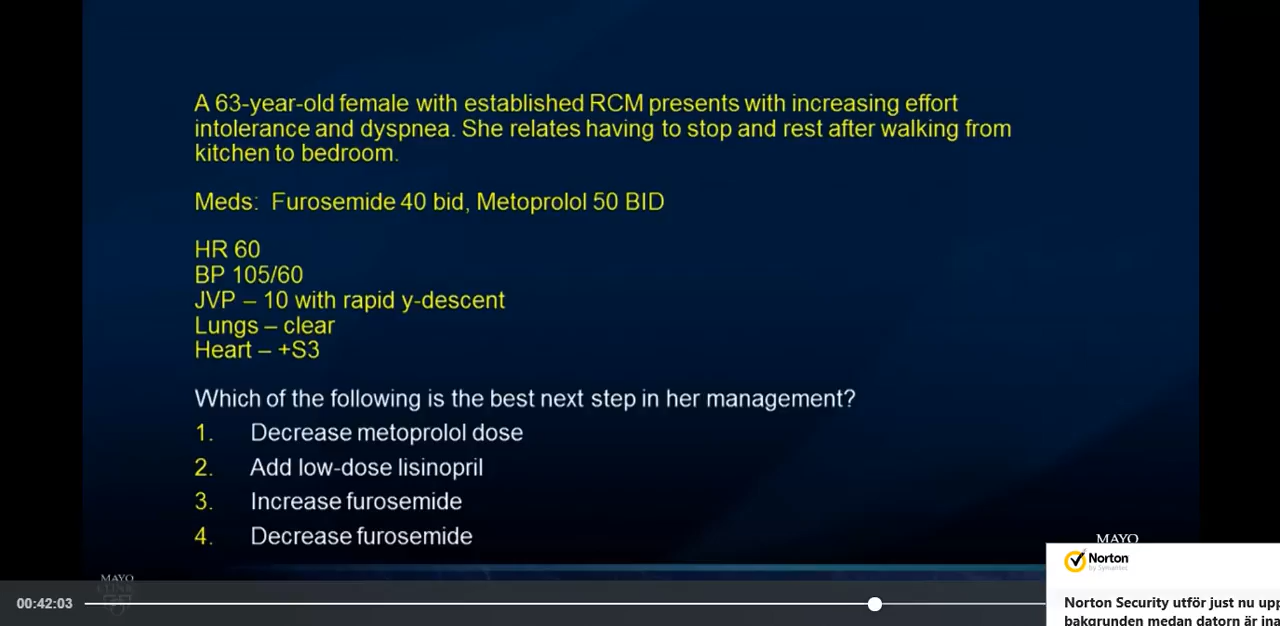 A 63-year-old female with established RCM presents with increasing effort
intolerance and dyspnea. She relates having to stop and rest after walking from
kitchen to bedroom.
Meds: Furosemide 40 bid, Metoprolol 50 BID
HR 60
BP 105/60
JVP – 10 with rapid y-descent
Lungs – clear
Heart – +S3
Which of the following is the best next step in her management?
1. Decrease metoprolol dose
2. Add low-dose lisinopril
3. Increase furosemide
4. Decrease furosemide
MAYO
Norton
by Symantec
MAYO
CLINIC
00:42:03
Norton Security utför just nu upp
bakgrunden medan datorn är ina